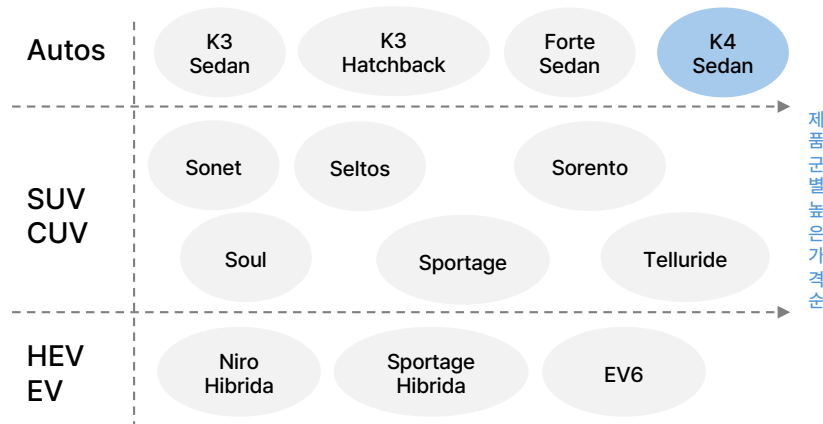 Autos
K3
Sedan
K3
Hatchback
Forte
Sedan
K4
Sedan
SUV
CUV
Sonet
Seltos
Sorento
Soul
Sportage
Telluride
HEV
EV
Niro
Hibrida
Sportage
Hibrida
EV6
제품군별높은가격순